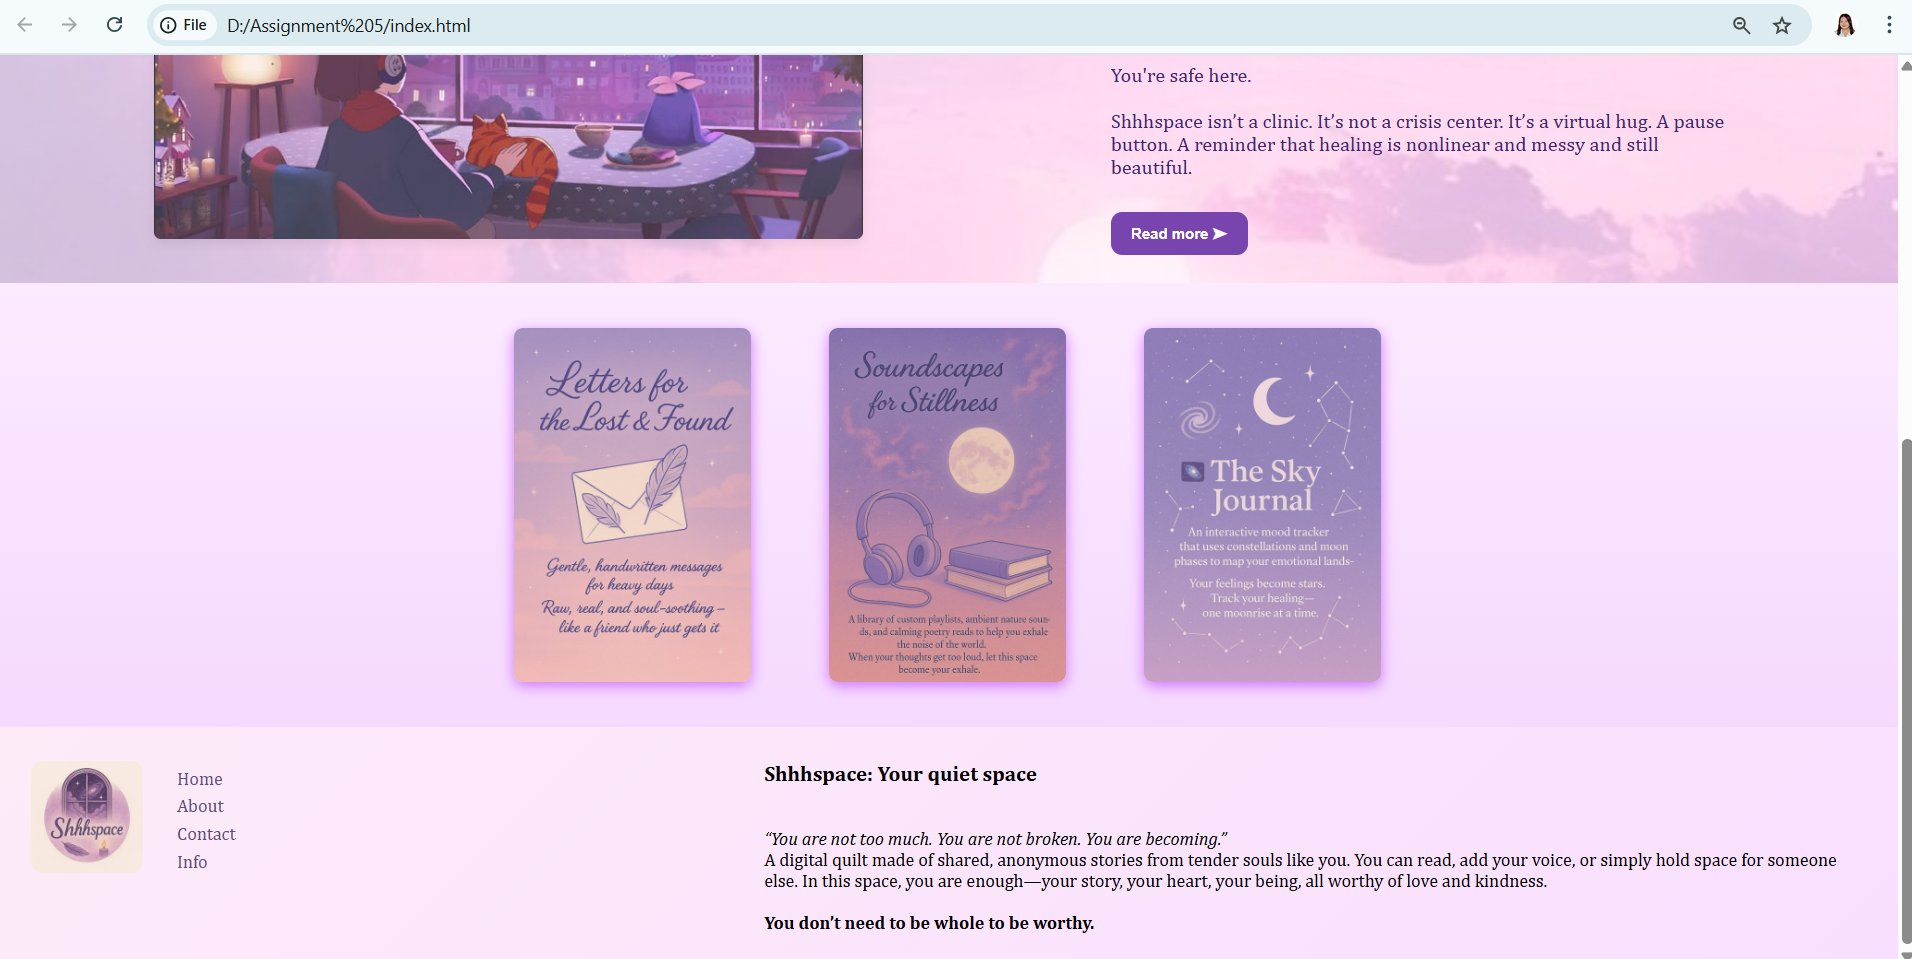 File D:/Assignment%205/index.html
You're safe here.
Shhhspace isn’t a clinic. It’s not a crisis center. It’s a virtual hug. A pause
button. A reminder that healing is nonlinear and messy and still
beautiful.
Read more ➤
Letters for
the Lost & Found
Gentle, handwritten messages
for heavy days
Raw, real, and soul-soothing –
like a friend who just gets it
Soundscapes
for Stillness
A library of custom playlists, ambient nature soun-
ds, and calming poetry reads to help you exhale
the noise of the world.
When your thoughts get too loud, let this space
become your exhale.
The Sky
Journal
An interactive mood tracker
that uses constellations and moon
phases to map your emotional lands-
Your feelings become stars.
Track your healing—
one moonrise at a time.
Shhhspace
Home
About
Contact
Info
Shhhspace: Your quiet space
“You are not too much. You are not broken. You are becoming.”
A digital quilt made of shared, anonymous stories from tender souls like you. You can read, add your voice, or simply hold space for someone
else. In this space, you are enough—your story, your heart, your being, all worthy of love and kindness.
You don’t need to be whole to be worthy.